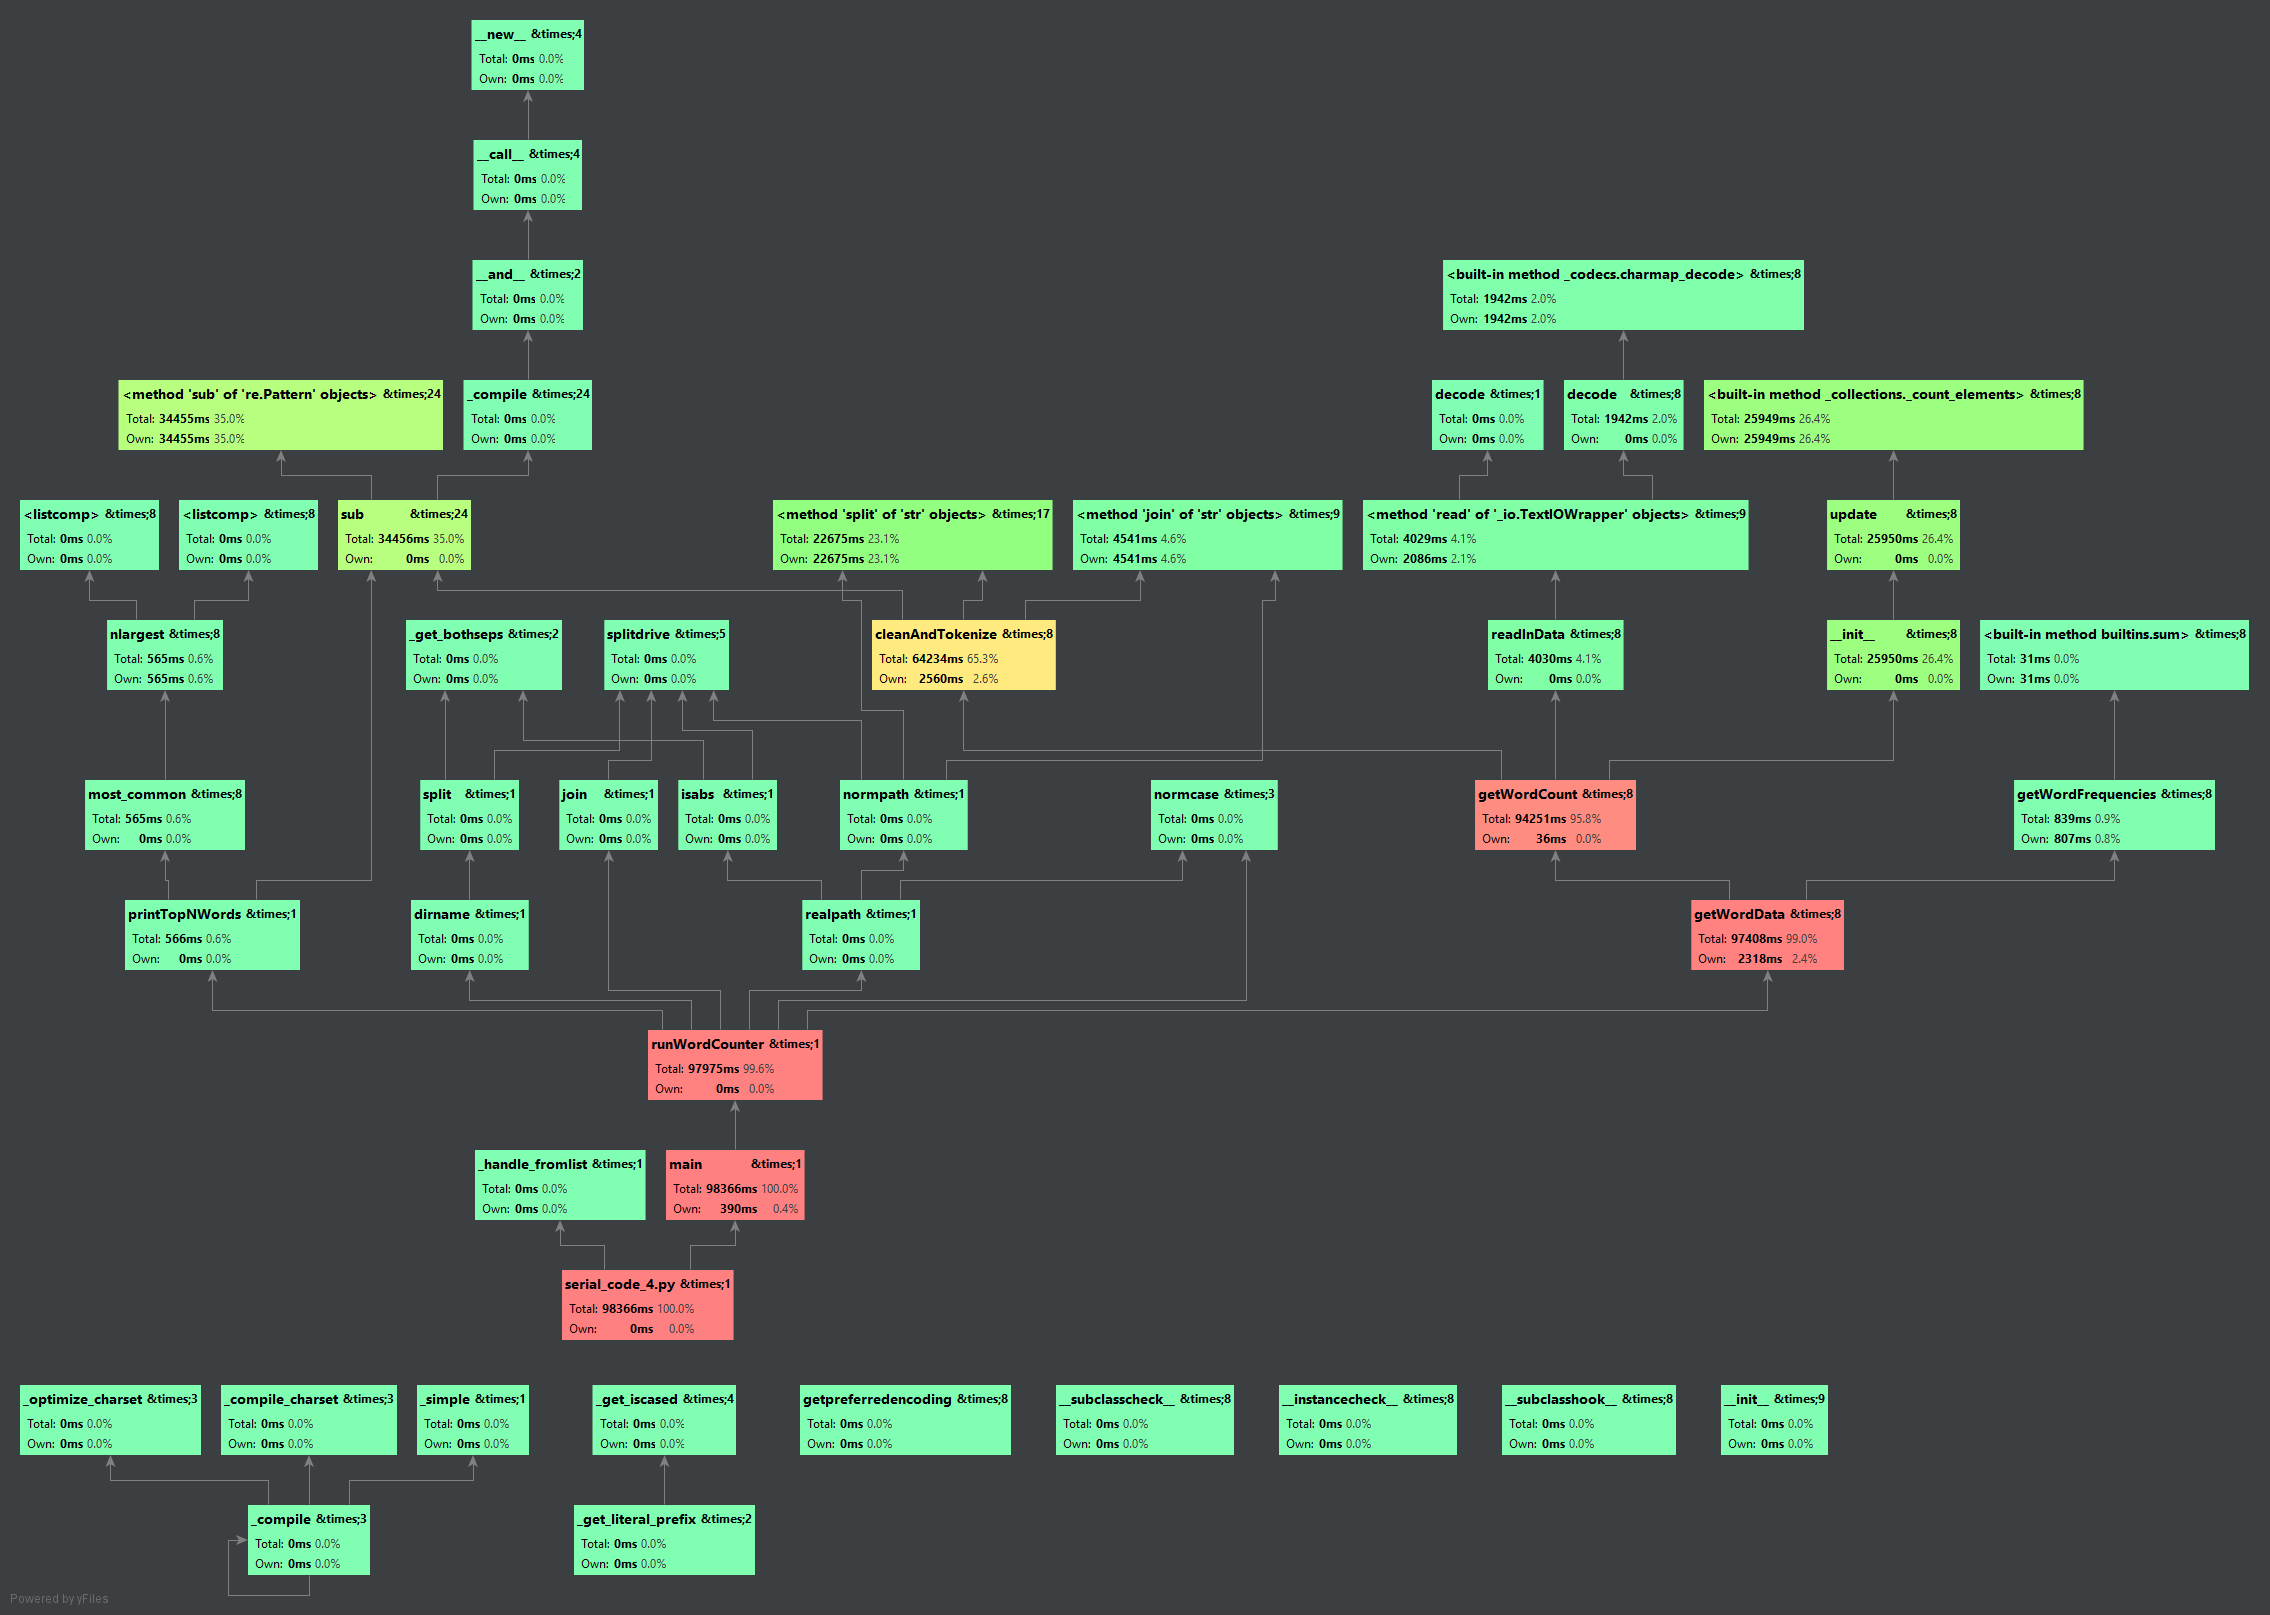 __new__ &times;4
Total: 0ms 0.0%
Own: 0ms 0.0%
__call__ &times;4
Total: 0ms 0.0%
Own: 0ms 0.0%
__and__ &times;2
Total: 0ms 0.0%
Own: 0ms 0.0%
<built-in method _codecs.charmap_decode> &times;8
Total: 1942ms 2.0%
Own: 1942ms 2.0%
<method 'sub' of 're.Pattern' objects> &times;24
Total: 34455ms 35.0%
Own: 34455ms 35.0%
_compile &times;24
Total: 0ms 0.0%
Own: 0ms 0.0%
decode &times;1
Total: 0ms 0.0%
Own: 0ms 0.0%
decode &times;8
Total: 1942ms 2.0%
Own: 0ms 0.0%
<built-in method _collections._count_elements> &times;8
Total: 25949ms 26.4%
Own: 25949ms 26.4%
<listcomp> &times;8
Total: 0ms 0.0%
Own: 0ms 0.0%
<listcomp> &times;8
Total: 0ms 0.0%
Own: 0ms 0.0%
sub &times;24
Total: 34456ms 35.0%
Own: 0ms 0.0%
<method 'split' of 'str' objects> &times;17
Total: 22675ms 23.1%
Own: 22675ms 23.1%
<method 'join' of 'str' objects> &times;9
Total: 4541ms 4.6%
Own: 4541ms 4.6%
<method 'read' of '_io.TextIOWrapper' objects> &times;9
Total: 4029ms 4.1%
Own: 2086ms 2.1%
update &times;8
Total: 25950ms 26.4%
Own: 0ms 0.0%
nlargest &times;8
Total: 565ms 0.6%
Own: 565ms 0.6%
_get_bothseps &times;2
Total: 0ms 0.0%
Own: 0ms 0.0%
splitdrive &times;5
Total: 0ms 0.0%
Own: 0ms 0.0%
cleanAndTokenize &times;8
Total: 64234ms 65.3%
Own: 2560ms 2.6%
readInData &times;8
Total: 4030ms 4.1%
Own: 0ms 0.0%
__init__ &times;8
Total: 25950ms 26.4%
Own: 0ms 0.0%
<built-in method builtins.sum> &times;8
Total: 31ms 0.0%
Own: 31ms 0.0%
most_common &times;8
Total: 565ms 0.6%
Own: 0ms 0.0%
split &times;1
Total: 0ms 0.0%
Own: 0ms 0.0%
join &times;1
Total: 0ms 0.0%
Own: 0ms 0.0%
isabs &times;1
Total: 0ms 0.0%
Own: 0ms 0.0%
normpath &times;1
Total: 0ms 0.0%
Own: 0ms 0.0%
normcase &times;3
Total: 0ms 0.0%
Own: 0ms 0.0%
getWordCount &times;8
Total: 94251ms 95.8%
Own: 36ms 0.0%
getWordFrequencies &times;8
Total: 839ms 0.9%
Own: 807ms 0.8%
printTopNWords &times;1
Total: 566ms 0.6%
Own: 0ms 0.0%
dirname &times;1
Total: 0ms 0.0%
Own: 0ms 0.0%
realpath &times;1
Total: 0ms 0.0%
Own: 0ms 0.0%
getWordData &times;8
Total: 97408ms 99.0%
Own: 2318ms 2.4%
runWordCounter &times;1
Total: 97975ms 99.6%
Own: 0ms 0.0%
_handle_fromlist &times;1
Total: 0ms 0.0%
Own: 0ms 0.0%
main &times;1
Total: 98366ms 100.0%
Own: 390ms 0.4%
serial_code_4.py &times;1
Total: 98366ms 100.0%
Own: 0ms 0.0%
_optimize_charset &times;3
Total: 0ms 0.0%
Own: 0ms 0.0%
_compile_charset &times;3
Total: 0ms 0.0%
Own: 0ms 0.0%
_simple &times;1
Total: 0ms 0.0%
Own: 0ms 0.0%
_get_iscased &times;4
Total: 0ms 0.0%
Own: 0ms 0.0%
getpreferredencoding &times;8
Total: 0ms 0.0%
Own: 0ms 0.0%
__subclasscheck__ &times;8
Total: 0ms 0.0%
Own: 0ms 0.0%
__instancecheck__ &times;8
Total: 0ms 0.0%
Own: 0ms 0.0%
__subclasshook__ &times;8
Total: 0ms 0.0%
Own: 0ms 0.0%
__init__ &times;9
Total: 0ms 0.0%
Own: 0ms 0.0%
_compile &times;3
Total: 0ms 0.0%
Own: 0ms 0.0%
_get_literal_prefix &times;2
Total: 0ms 0.0%
Own: 0ms 0.0%
Powered by yFiles